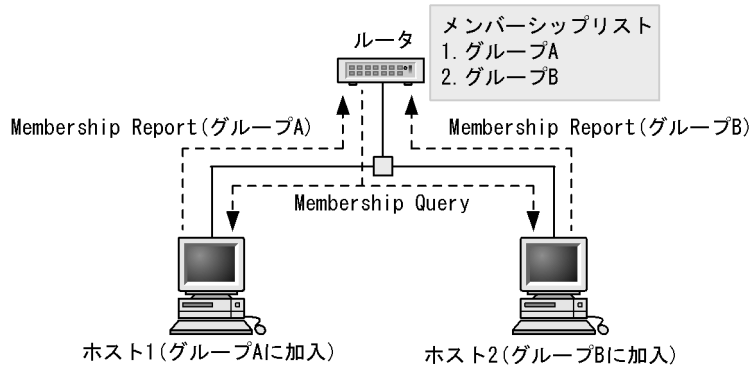 ルータ
メンバーシップリスト
1. グループA
2. グループB
Membership Report(グループA)
Membership Report(グループB)
Membership Query
ホスト1(グループAに加入)
ホスト2(グループBに加入)